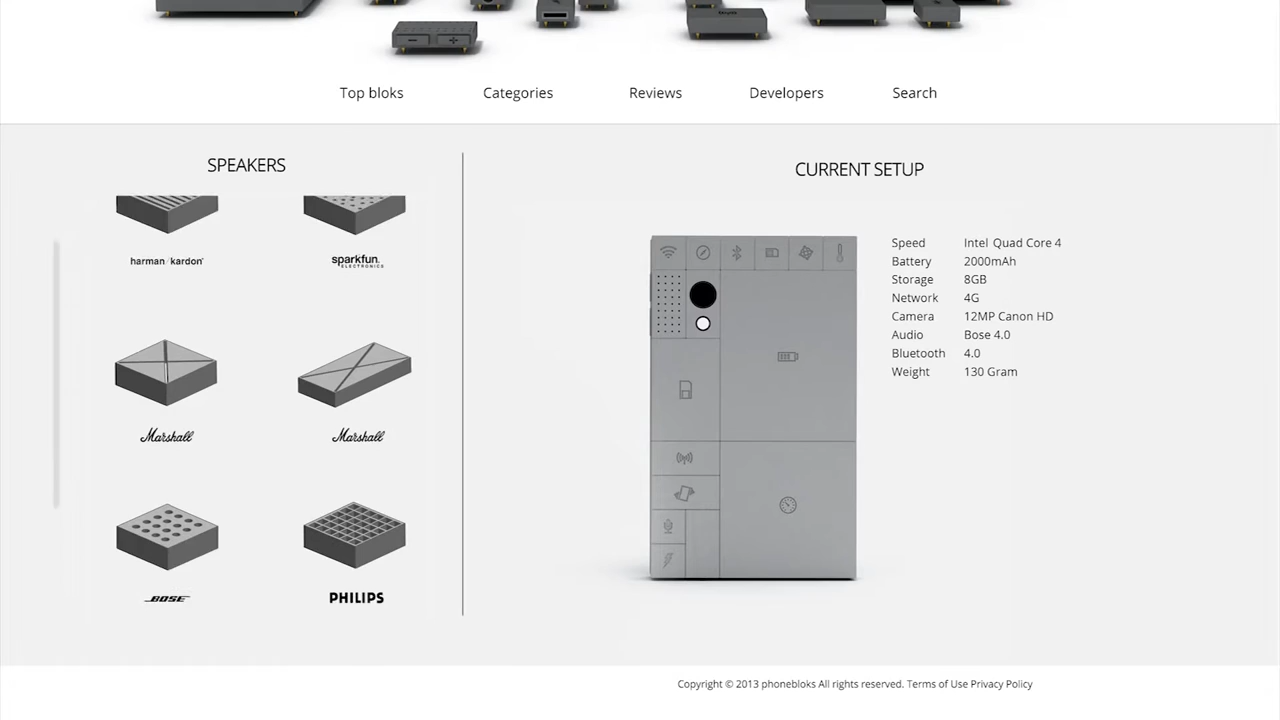 Top bloks Categories Reviews Developers Search
SPEAKERS
harman / kardon
sparkfun.
ELECTRONICS
Marshall
Marshall
BOSE
PHILIPS
CURRENT SETUP
Speed Intel Quad Core 4
Battery 2000mAh
Storage 8GB
Network 4G
Camera 12MP Canon HD
Audio Bose 4.0
Bluetooth 4.0
Weight 130 Gram
Copyright © 2013 phonebloks All rights reserved. Terms of Use Privacy Policy